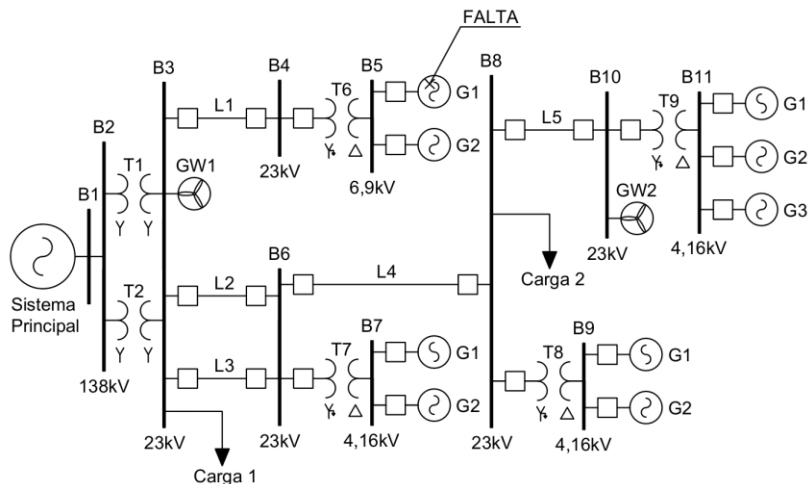 FALTA
B3
B4
T6
B5
G1
G2
L1
B2
T1
GW1
B1
23kV
6,9kV
B8
B10
T9
B11
G1
L5
G2
GW2
G3
23kV
4,16kV
Sistema
Principal
T2
L2
B6
L4
Carga 2
L3
T7
B7
G1
G2
T8
B9
G1
G2
138kV
23kV
Carga 1
23kV
4,16kV
23kV
4,16kV